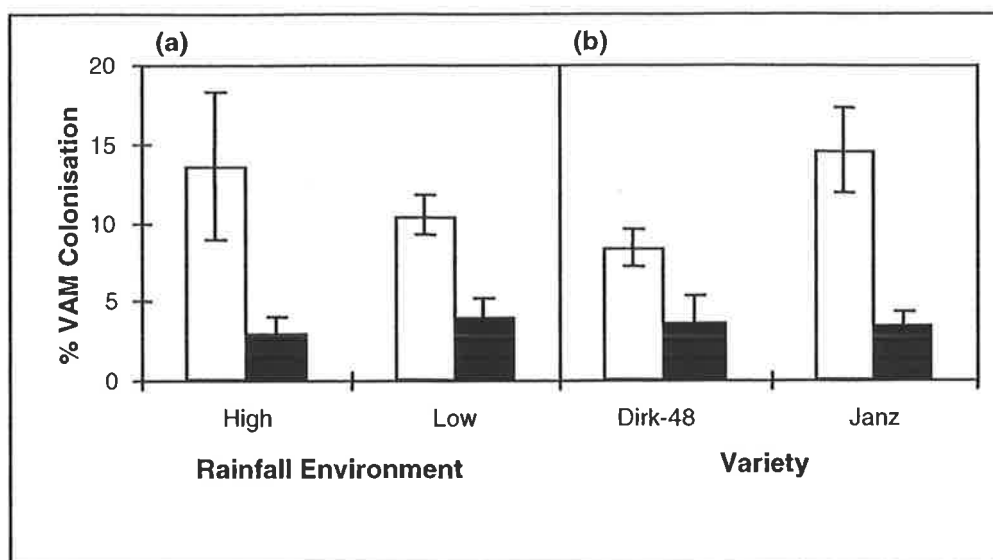 (a)
(b)
% VAM Colonisation
20
15
10
5
0
High
Low
Dirk-48
Janz
Rainfall Environment
Variety